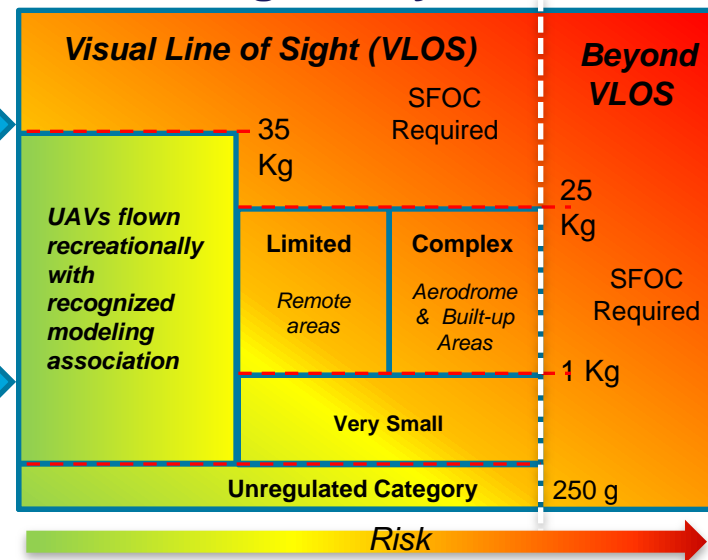 Visual Line of Sight (VLOS)
Beyond
VLOS
SFOC
Required
35
Kg
25
Kg
UAVs flown
recreationally
with
recognized
modeling
association
Limited
Remote
areas
Complex
Aerodrome
& Built-up
Areas
SFOC
Required
1 Kg
Very Small
Unregulated Category
250 g
Risk